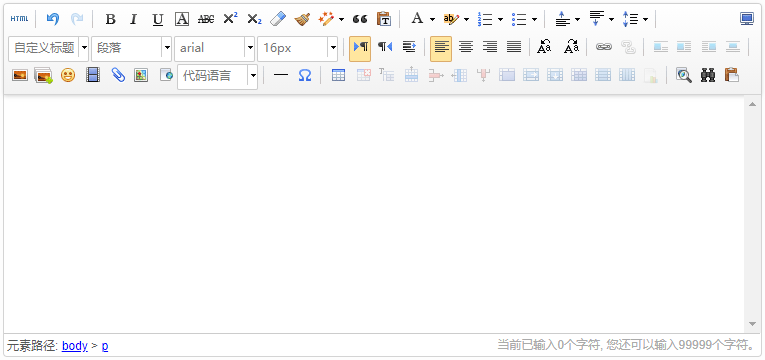 HTML B I U A ABC X² X₂ A ab
自定义标题 段落 arial 16px
代码语言
元素路径: body > p
当前已输入0个字符, 您还可以输入99999个字符。